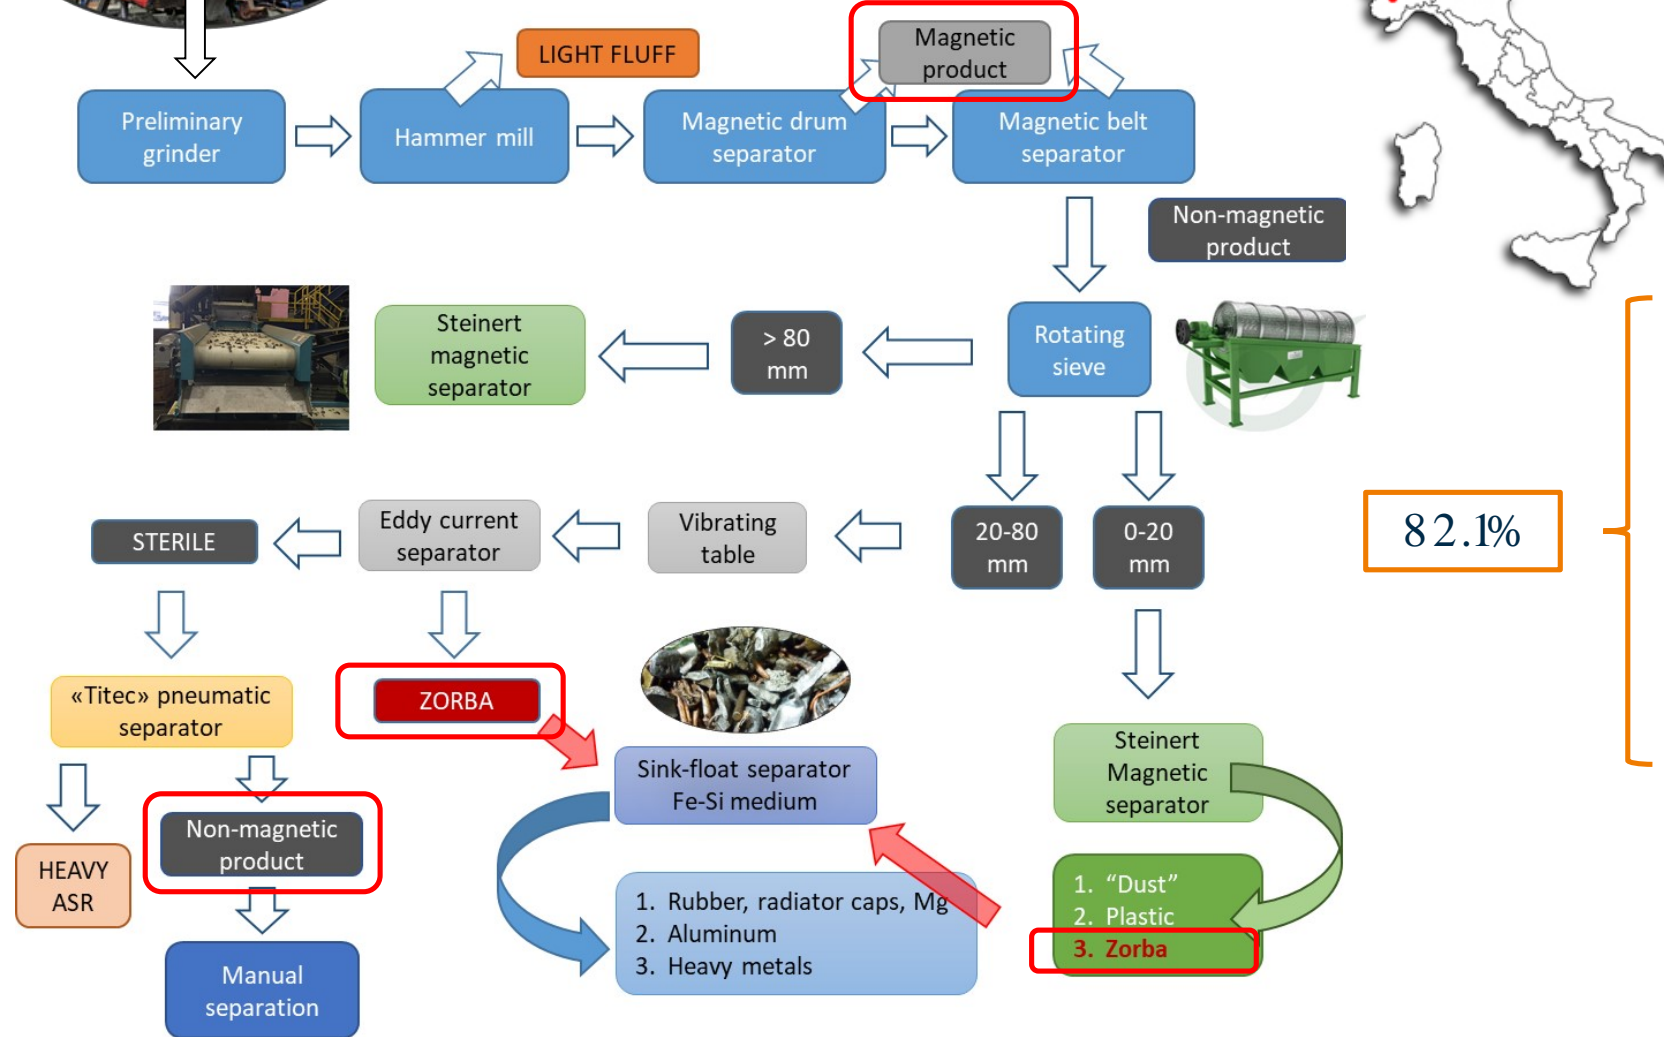 LIGHT FLUFF
Magnetic
product
Preliminary
grinder
Hammer mill
Magnetic drum
separator
Magnetic belt
separator
Non-magnetic
product
Steinert
magnetic
separator
> 80
mm
Rotating
sieve
STERILE
Eddy current
separator
Vibrating
table
20-80
mm
0-20
mm
82.1%
«Titec» pneumatic
separator
ZORBA
Sink-float separator
Fe-Si medium
Steinert
Magnetic
separator
HEAVY
ASR
Non-magnetic
product
1. Rubber, radiator caps, Mg
2. Aluminum
3. Heavy metals
1. “Dust”
2. Plastic
3. Zorba
Manual
separation